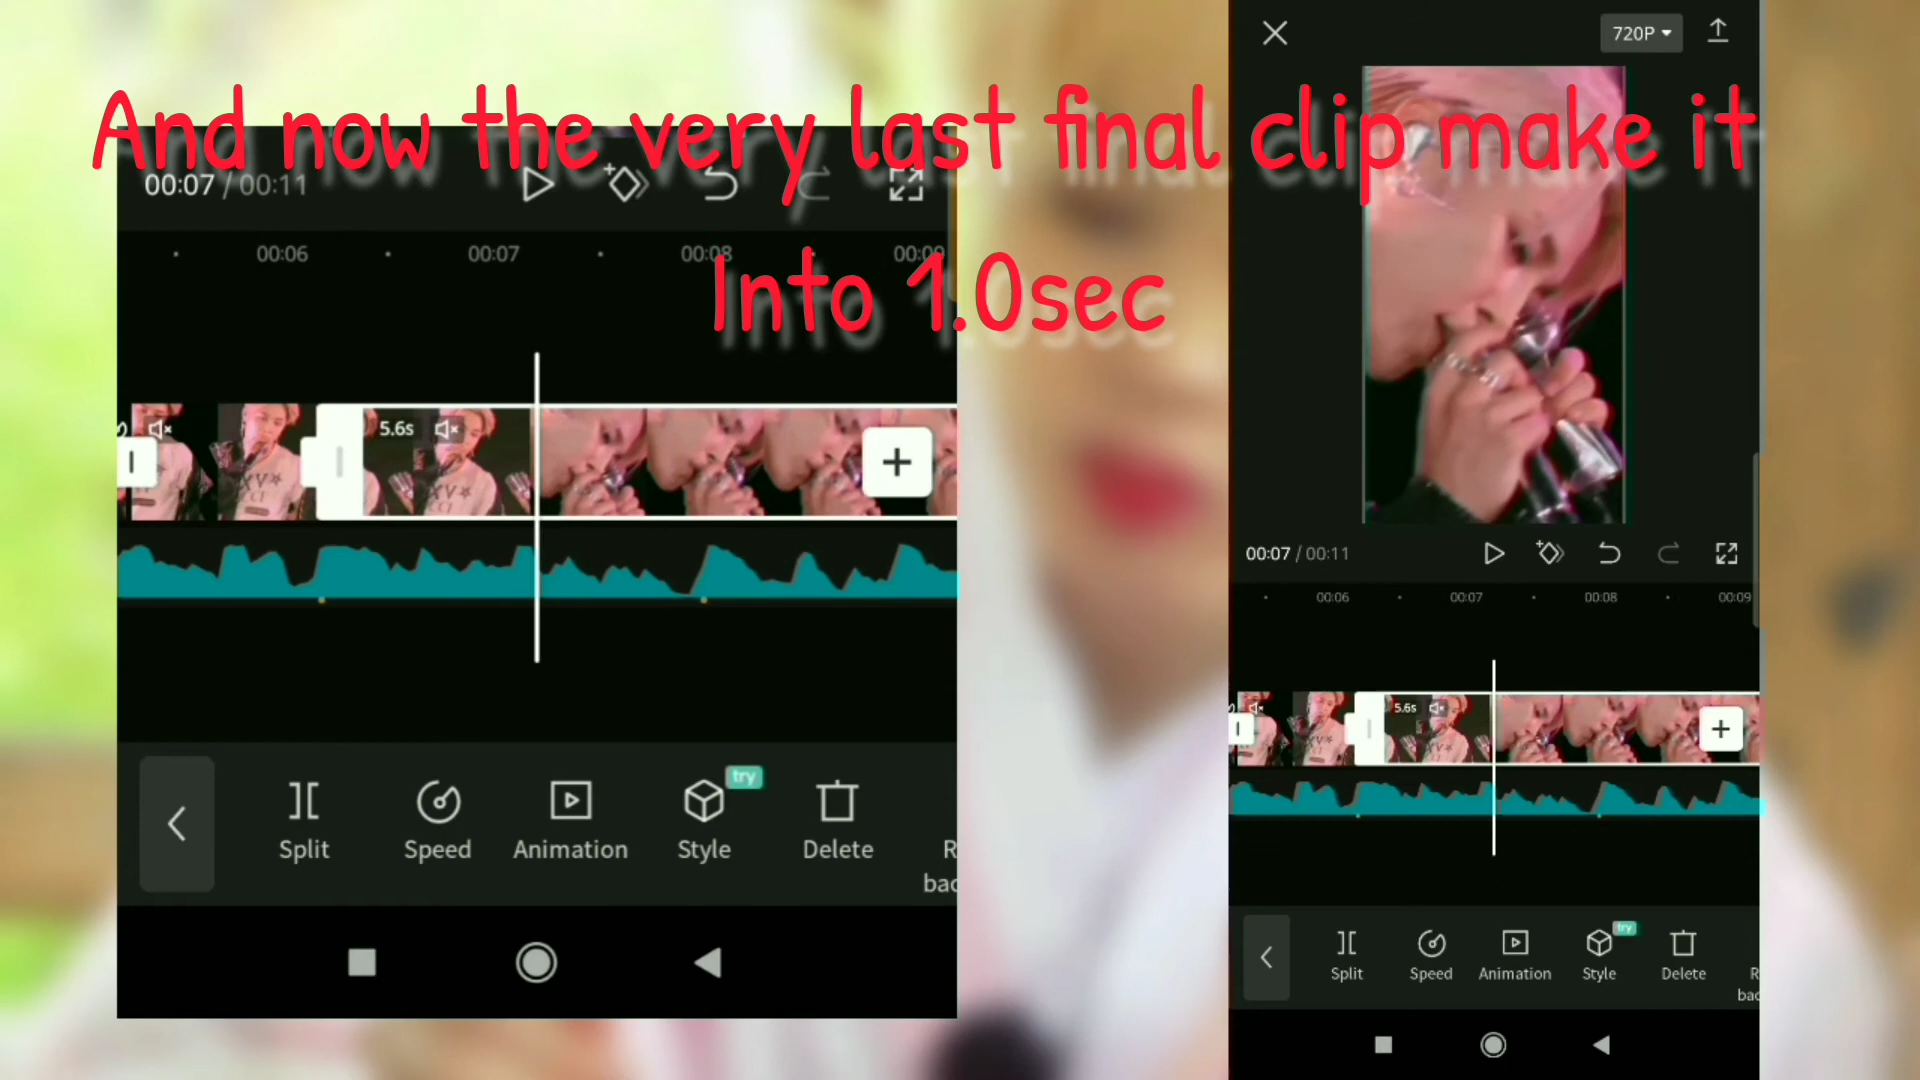 And now the very last final clip make it
Into 1.0sec
00:07 / 00:11
00:06 00:07 00:08 00:09
5.6s
try
Split Speed Animation Style Delete
720P
00:07 / 00:11
00:06 00:07 00:08 00:09
5.6s
try
Split Speed Animation Style Delete